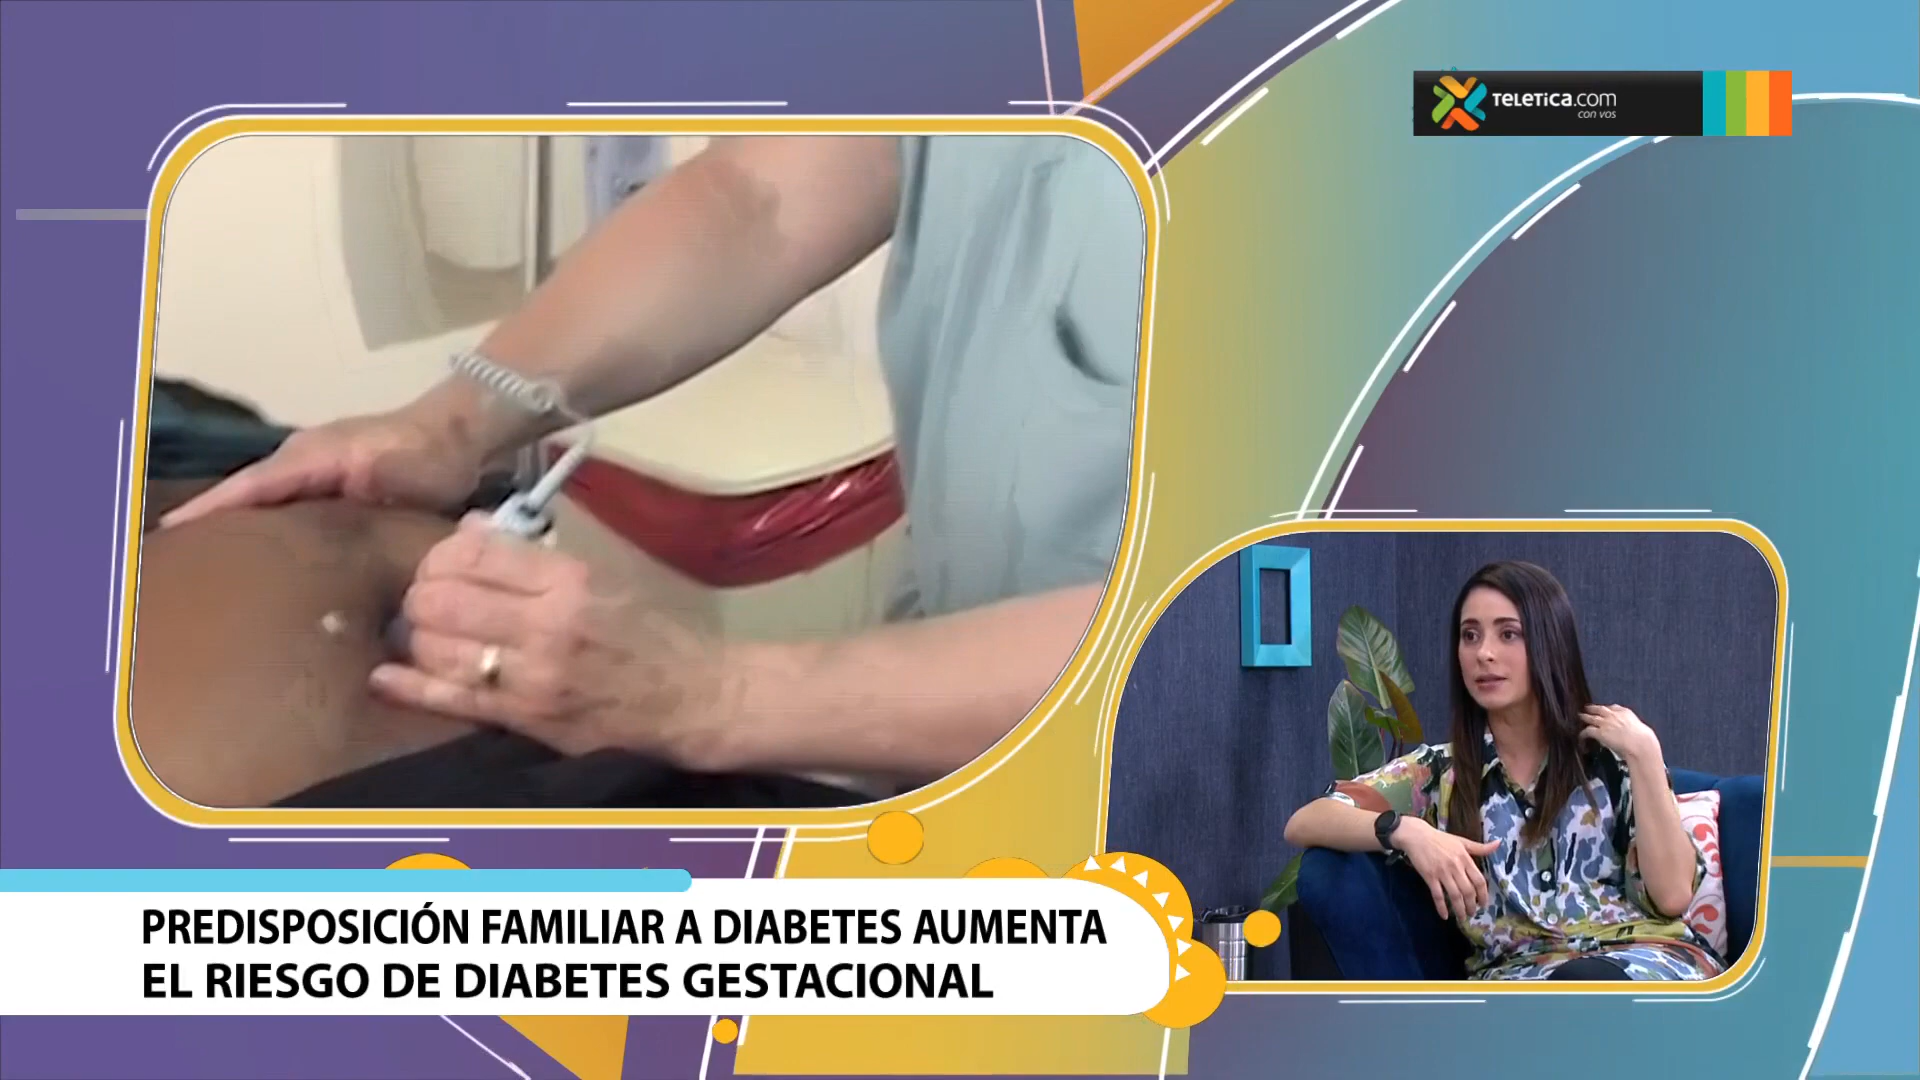 TELETICA.com
con vos
PREDISPOSICIÓN FAMILIAR A DIABETES AUMENTA
EL RIESGO DE DIABETES GESTACIONAL